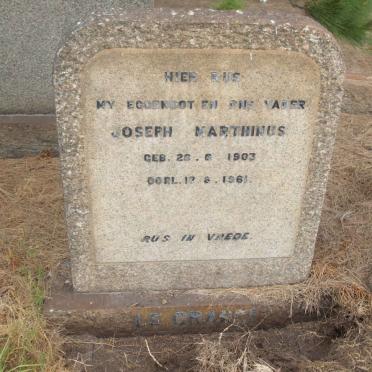 HIER RUS
MY EGGENOOT EN ONS VADER
JOSEPH MARTHINUS
GEB. 26. 6 1903
OORL. 17. 6. 1961.
RUS IN VREDE.
LE GRANGE